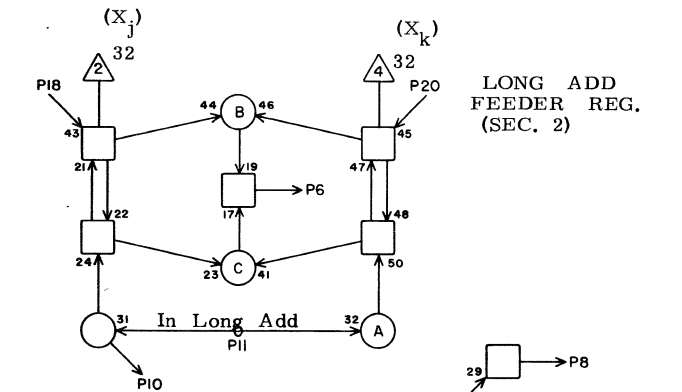 (Xj)
(Xk)
32
32
2
4
P18
P20
LONG ADD
FEEDER REG.
(SEC. 2)
44
B
46
43
45
21
19
47
P6
22
17
48
24
23
C
41
50
31
In Long Add
32
A
P11
P10
29
P8